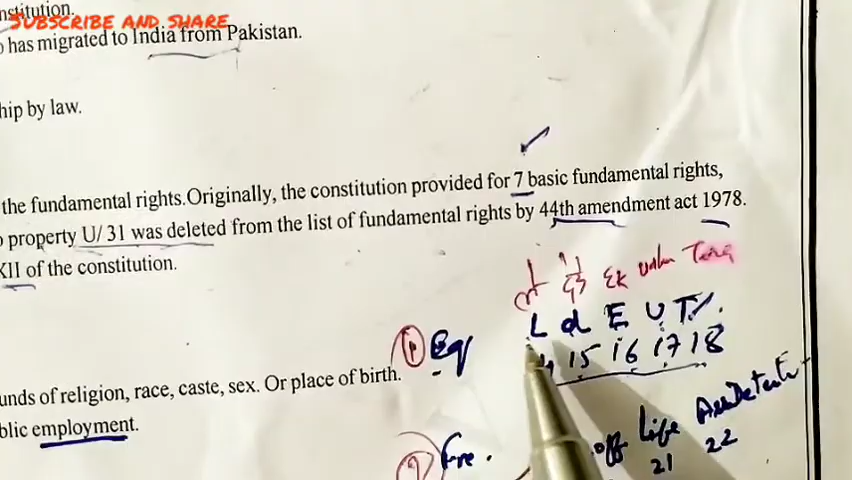 nstitution.
SUBSCRIBE AND SHARE
o has migrated to India from Pakistan.
hip by law.
the fundamental rights.Originally, the constitution provided for 7 basic fundamental rights,
o property U/ 31 was deleted from the list of fundamental rights by 44th amendment act 1978.
XII of the constitution.
L d E U T
15 16 17 18
① Eq
unds of religion, race, caste, sex. Or place of birth.
blic employment.
② Fre. off Life
21 22